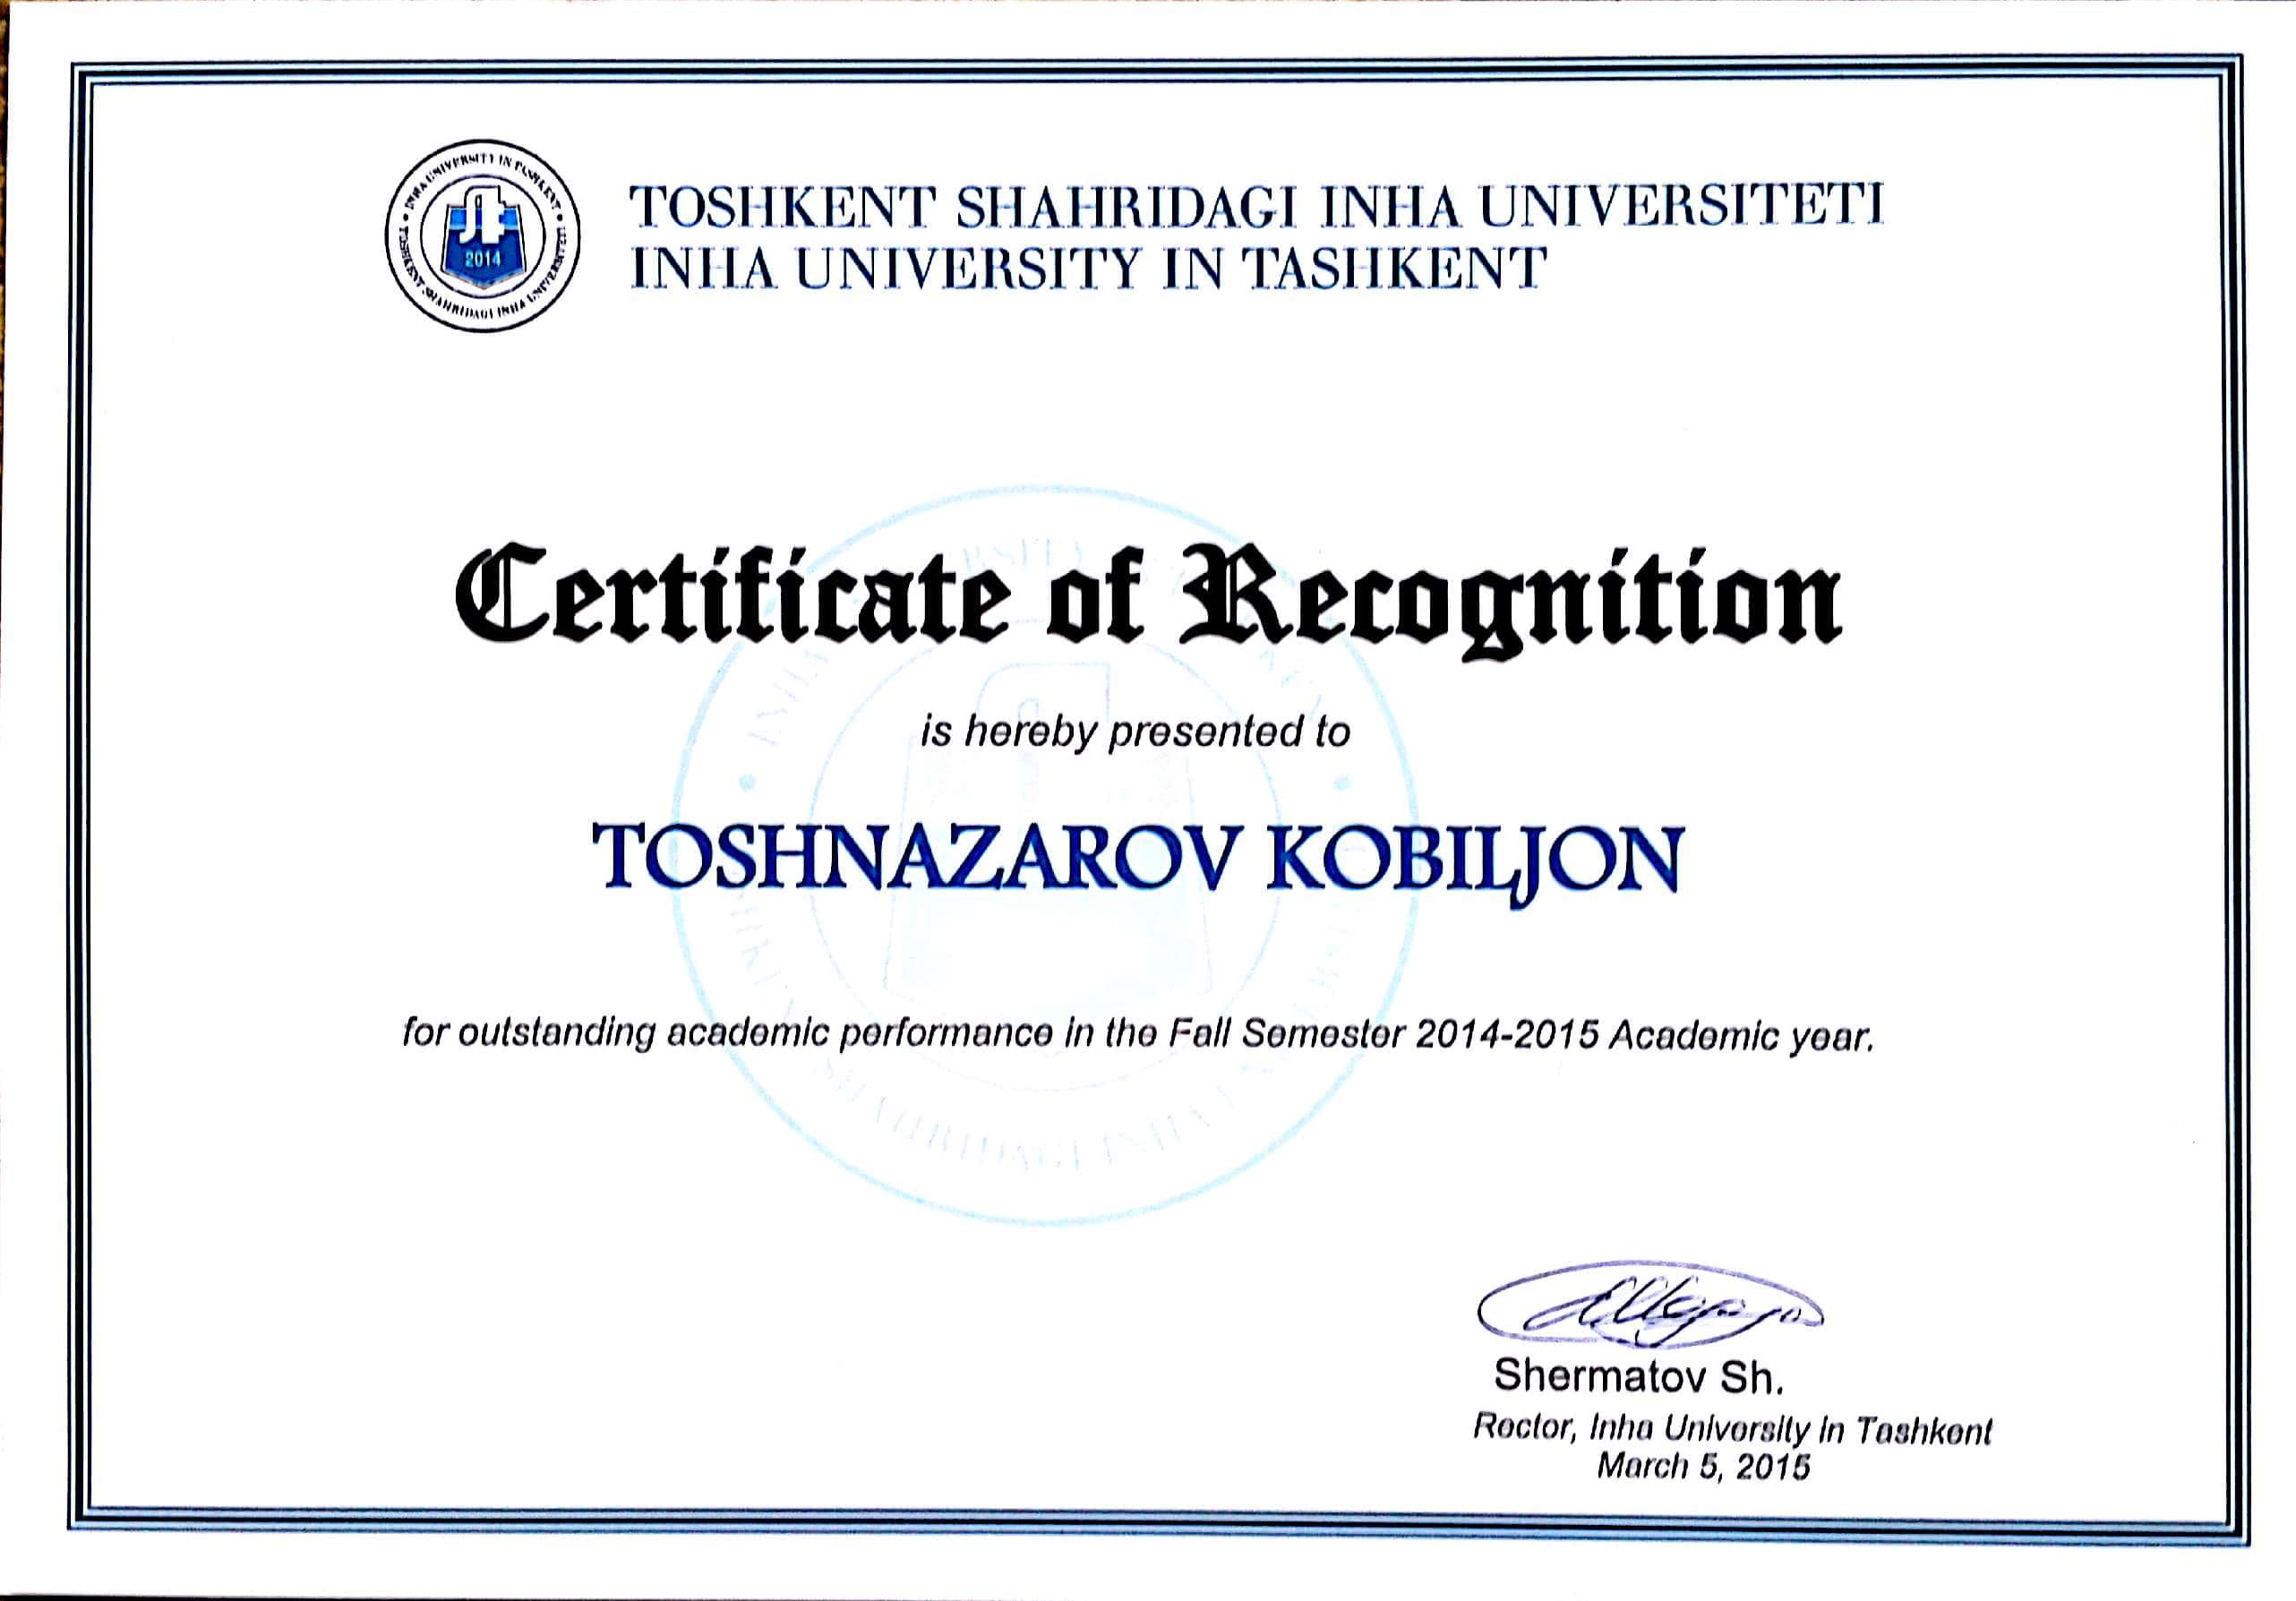 INHA UNIVERSITY IN TASHKENT
TOSHKENT SHAHRIDAGI INHA UNIVERSITETI
2014
TOSHKENT SHAHRIDAGI INHA UNIVERSITETI
INHA UNIVERSITY IN TASHKENT
Certificate of Recognition
is hereby presented to
TOSHNAZAROV KOBILJON
for outstanding academic performance in the Fall Semester 2014-2015 Academic year.
Shermatov Sh.
Rector, Inha University in Tashkent
March 5, 2015